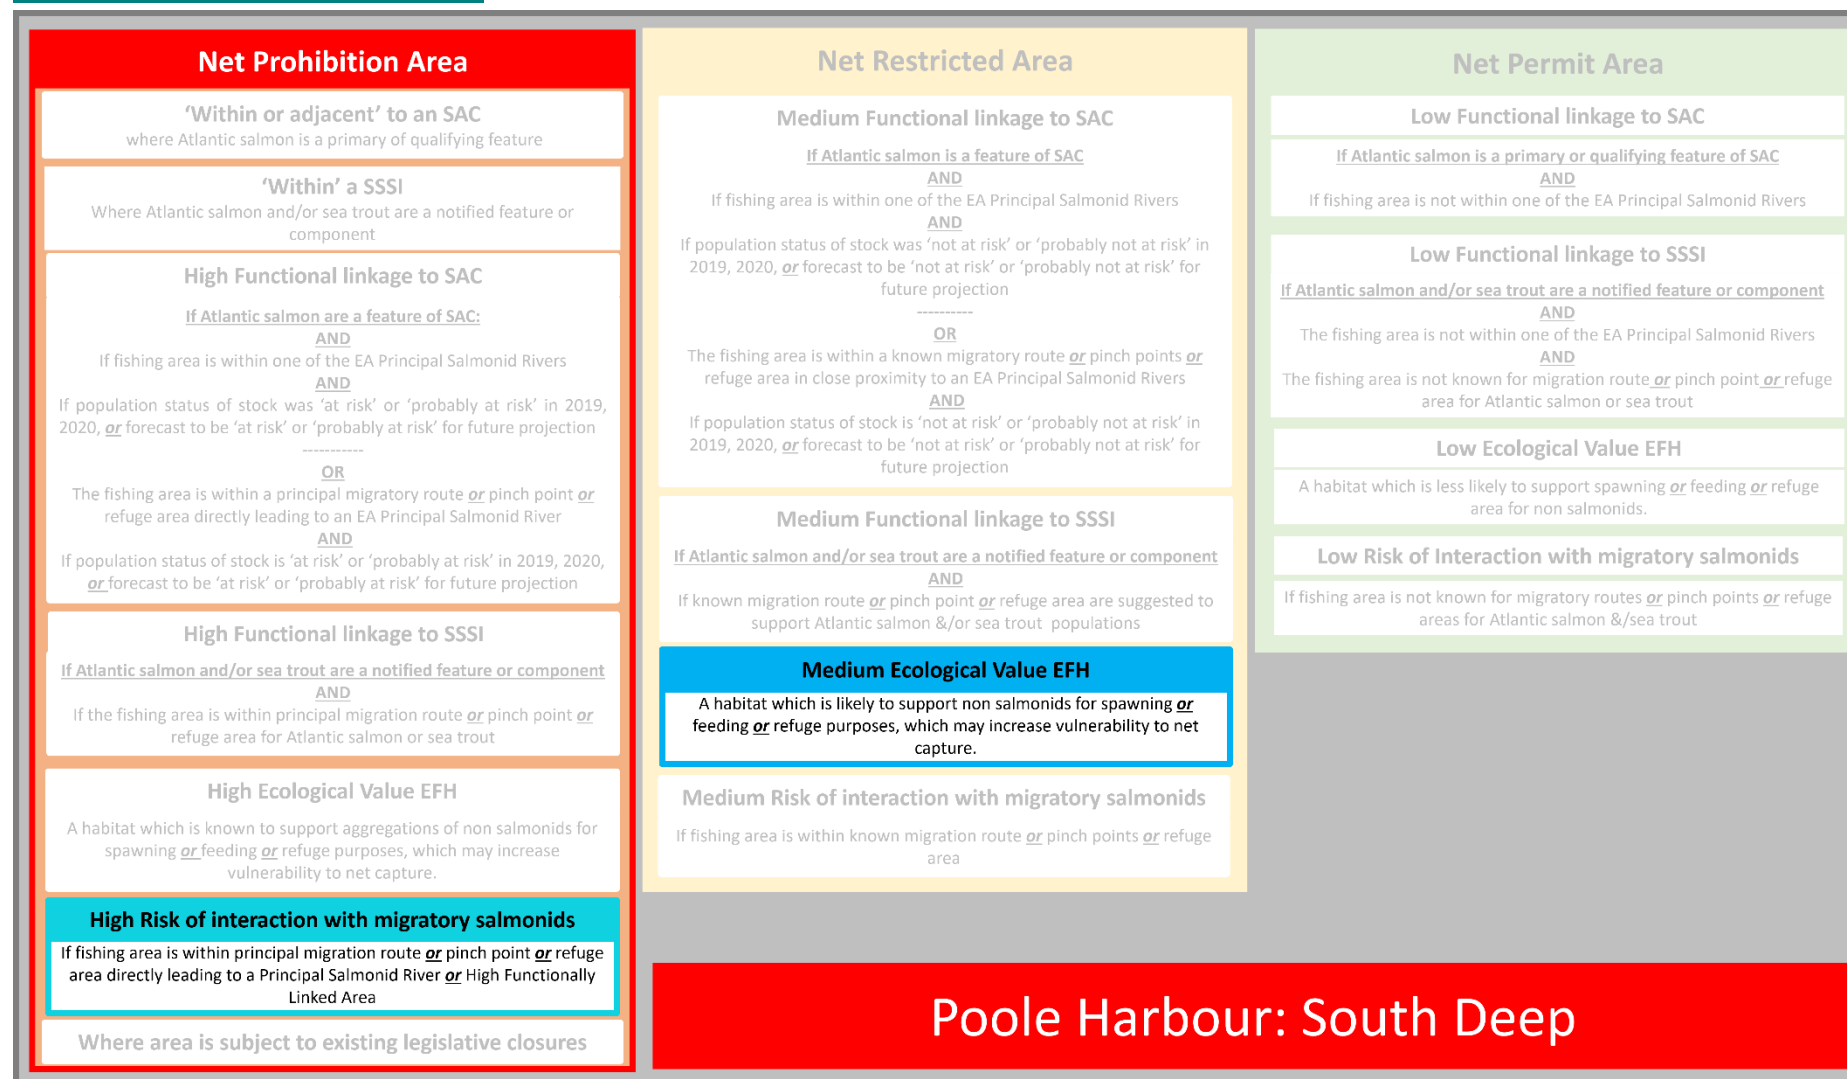 Net Prohibition Area
‘Within or adjacent’ to an SAC
where Atlantic salmon is a primary of qualifying feature
‘Within’ a SSSI
Where Atlantic salmon and/or sea trout are a notified feature or
component
High Functional linkage to SAC
If Atlantic salmon are a feature of SAC:
AND
If fishing area is within one of the EA Principal Salmonid Rivers
AND
If population status of stock was ‘at risk’ or ‘probably at risk’ in 2019,
2020, or forecast to be ‘at risk’ or ‘probably at risk’ for future projection
-----------
OR
The fishing area is within a principal migratory route or pinch point or
refuge area directly leading to an EA Principal Salmonid River
AND
If population status of stock is ‘at risk’ or ‘probably at risk’ in 2019, 2020,
or forecast to be ‘at risk’ or ‘probably at risk’ for future projection
High Functional linkage to SSSI
If Atlantic salmon and/or sea trout are a notified feature or component
AND
If the fishing area is within principal migration route or pinch point or
refuge area for Atlantic salmon or sea trout
High Ecological Value EFH
A habitat which is known to support aggregations of non salmonids for
spawning or feeding or refuge purposes, which may increase
vulnerability to net capture.
High Risk of interaction with migratory salmonids
If fishing area is within principal migration route or pinch point or refuge
area directly leading to a Principal Salmonid River or High Functionally
Linked Area
Where area is subject to existing legislative closures
Net Restricted Area
Medium Functional linkage to SAC
If Atlantic salmon is a feature of SAC
AND
If fishing area is within one of the EA Principal Salmonid Rivers
AND
If population status of stock was ‘not at risk’ or ‘probably not at risk’ in
2019, 2020, or forecast to be ‘not at risk’ or ‘probably not at risk’ for
future projection
----------
OR
The fishing area is within a known migratory route or pinch points or
refuge area in close proximity to an EA Principal Salmonid Rivers
AND
If population status of stock is ‘not at risk’ or ‘probably not at risk’ in
2019, 2020, or forecast to be ‘not at risk’ or ‘probably not at risk’ for
future projection
Medium Functional linkage to SSSI
If Atlantic salmon and/or sea trout are a notified feature or component
AND
If known migration route or pinch point or refuge area are suggested to
support Atlantic salmon &/or sea trout populations
Medium Ecological Value EFH
A habitat which is likely to support non salmonids for spawning or
feeding or refuge purposes, which may increase vulnerability to net
capture.
Medium Risk of interaction with migratory salmonids
If fishing area is within known migration route or pinch points or refuge
area
Net Permit Area
Low Functional linkage to SAC
If Atlantic salmon is a primary or qualifying feature of SAC
AND
If fishing area is not within one of the EA Principal Salmonid Rivers
Low Functional linkage to SSSI
If Atlantic salmon and/or sea trout are a notified feature or component
AND
The fishing area is not within one of the EA Principal Salmonid Rivers
AND
The fishing area is not known for migration route or pinch point or refuge
area for Atlantic salmon or sea trout
Low Ecological Value EFH
A habitat which is less likely to support spawning or feeding or refuge
area for non salmonids.
Low Risk of Interaction with migratory salmonids
If fishing area is not known for migratory routes or pinch points or refuge
areas for Atlantic salmon &/sea trout
Poole Harbour: South Deep